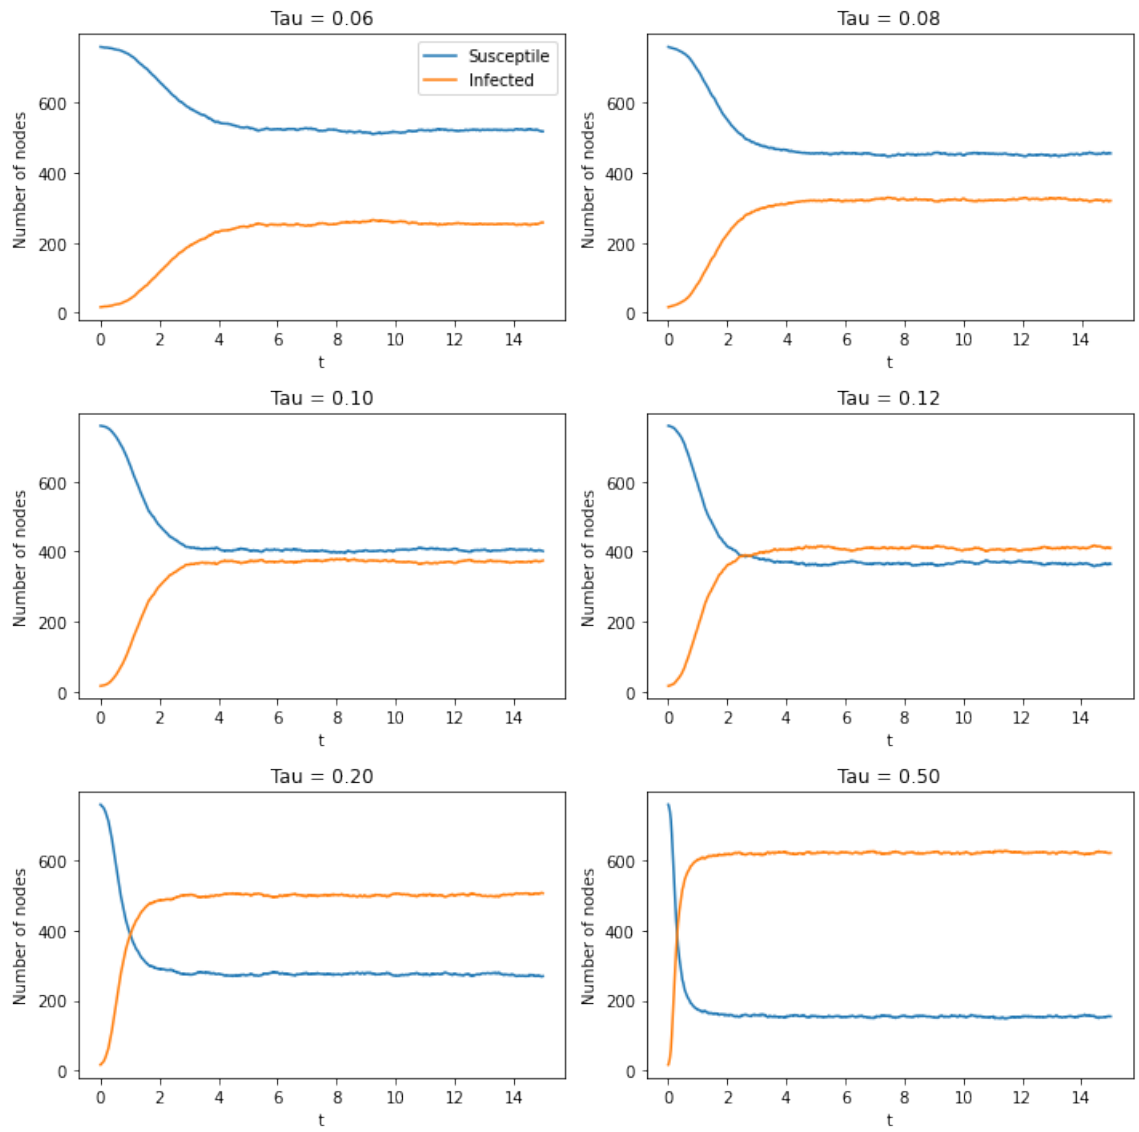 Tau = 0.06
Number of nodes
600
400
200
0
Susceptile
Infected
0 2 4 6 8 10 12 14
t
Tau = 0.08
Number of nodes
600
400
200
0
0 2 4 6 8 10 12 14
t
Tau = 0.10
Number of nodes
600
400
200
0
0 2 4 6 8 10 12 14
t
Tau = 0.12
Number of nodes
600
400
200
0
0 2 4 6 8 10 12 14
t
Tau = 0.20
Number of nodes
600
400
200
0
0 2 4 6 8 10 12 14
t
Tau = 0.50
Number of nodes
600
400
200
0
0 2 4 6 8 10 12 14
t